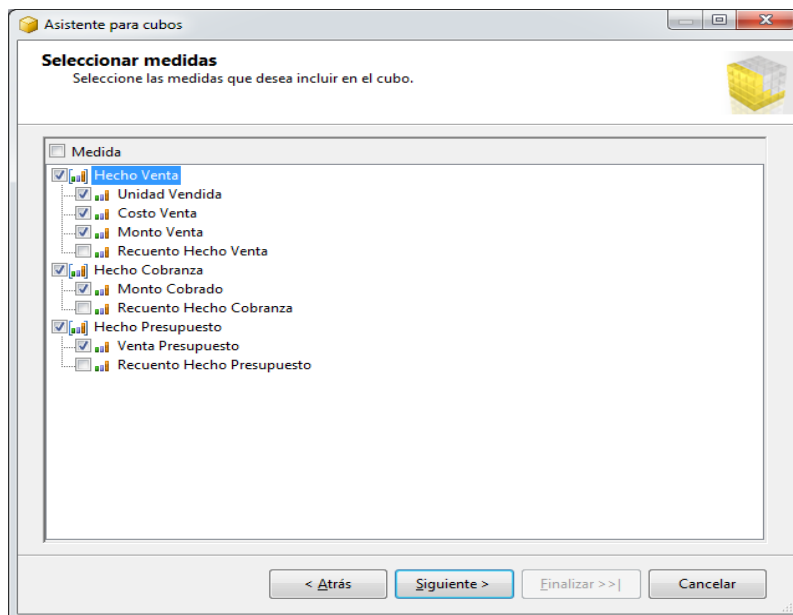 Asistente para cubos
Seleccionar medidas
Seleccione las medidas que desea incluir en el cubo.
Medida
Hecho Venta
Unidad Vendida
Costo Venta
Monto Venta
Recuento Hecho Venta
Hecho Cobranza
Monto Cobrado
Recuento Hecho Cobranza
Hecho Presupuesto
Venta Presupuesto
Recuento Hecho Presupuesto
< Atrás Siguiente > Finalizar >>| Cancelar